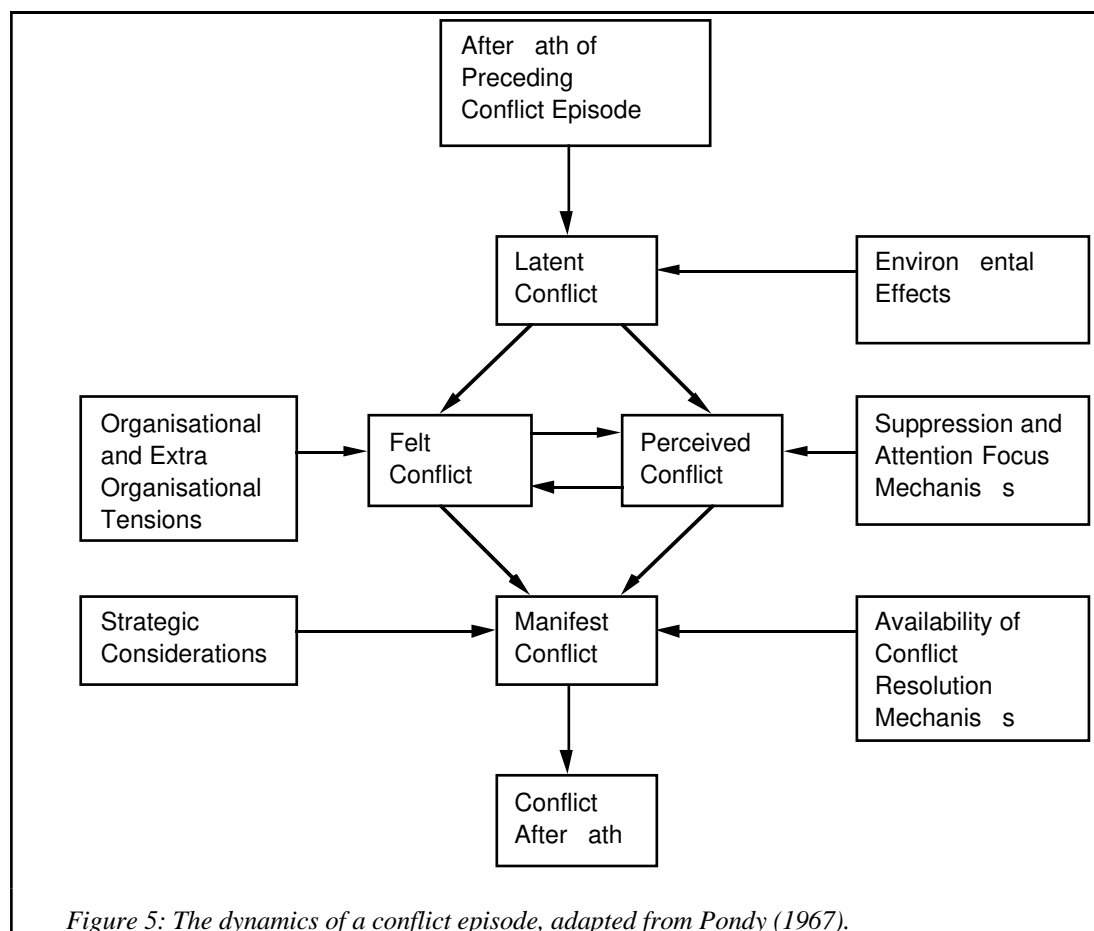 After ath of
Preceding
Conflict Episode
Latent
Conflict
Environ ental
Effects
Organisational
and Extra
Organisational
Tensions
Felt
Conflict
Perceived
Conflict
Suppression and
Attention Focus
Mechanis s
Strategic
Considerations
Manifest
Conflict
Availability of
Conflict
Resolution
Mechanis s
Conflict
After ath
Figure 5: The dynamics of a conflict episode, adapted from Pondy (1967).